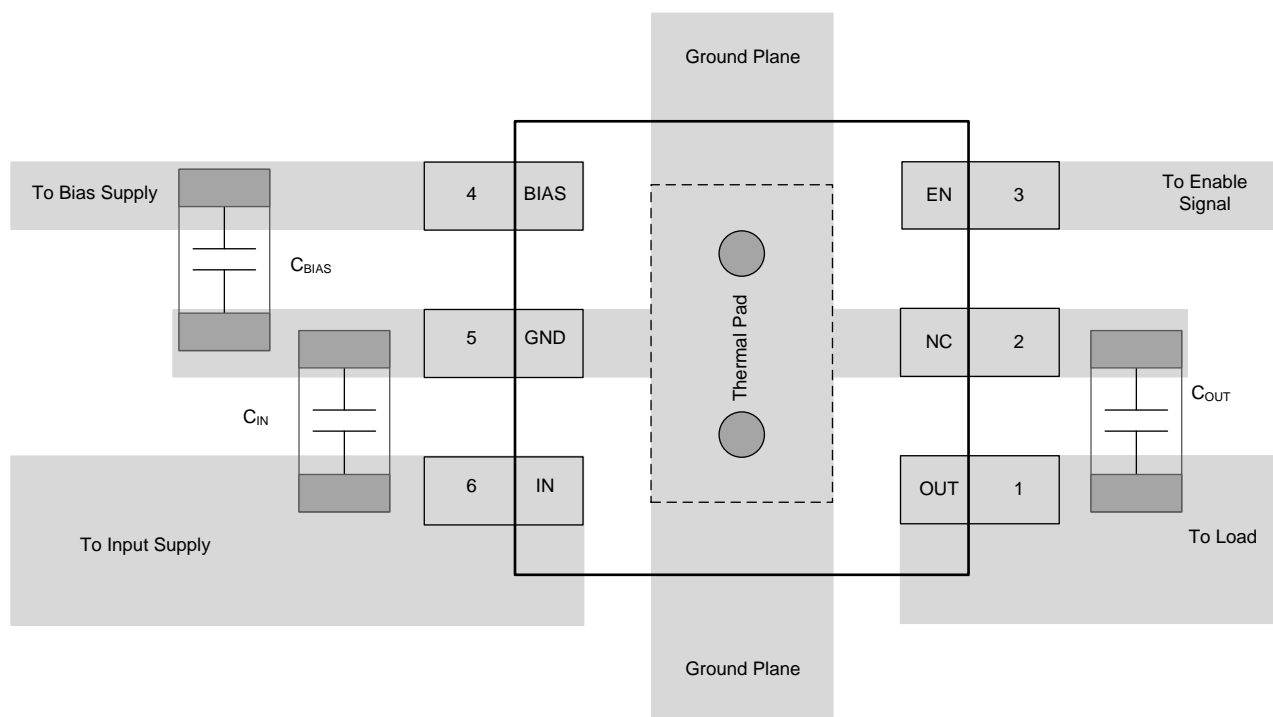 Ground Plane
To Bias Supply
4
BIAS
EN
3
To Enable
Signal
CBIAS
5
GND
Thermal Pad
NC
2
CIN
COUT
6
IN
OUT
1
To Input Supply
To Load
Ground Plane